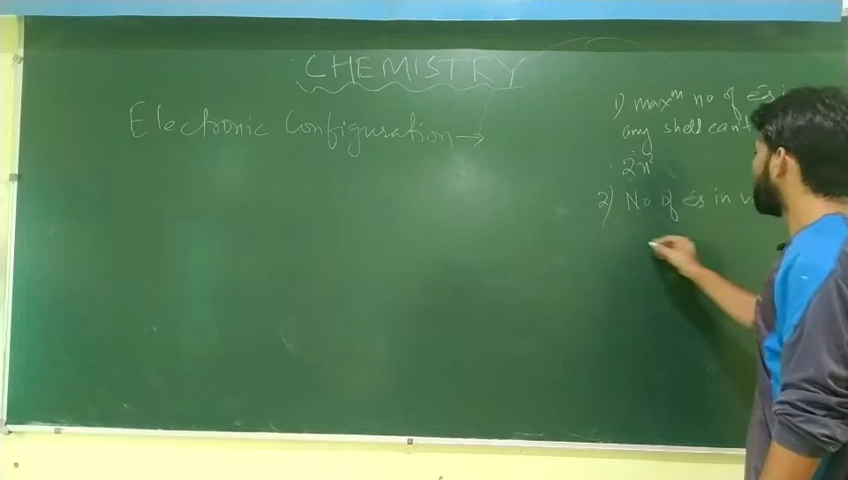 CHEMISTRY
Electronic Configuration →
1) maxᵐ no of e⁻s
any shell can't
2n²
2) No of e⁻s in